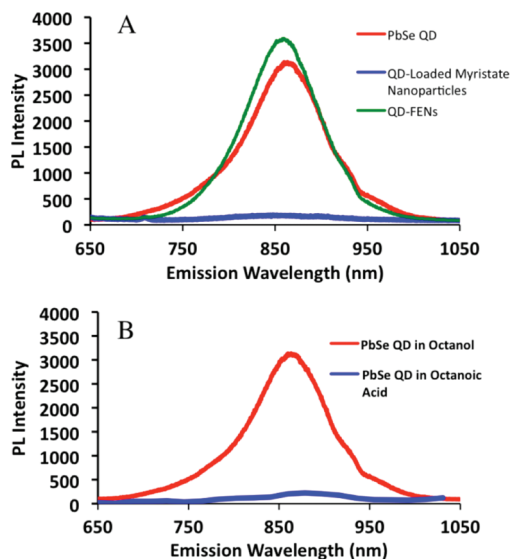 A
4000
3500
3000
2500
2000
1500
1000
500
0
PL Intensity
650 750 850 950 1050
Emission Wavelength (nm)
PbSe QD
QD-Loaded Myristate
Nanoparticles
QD-FENs
B
4000
3500
3000
2500
2000
1500
1000
500
0
PL Intensity
650 750 850 950 1050
Emission Wavelength (nm)
PbSe QD in Octanol
PbSe QD in Octanoic
Acid